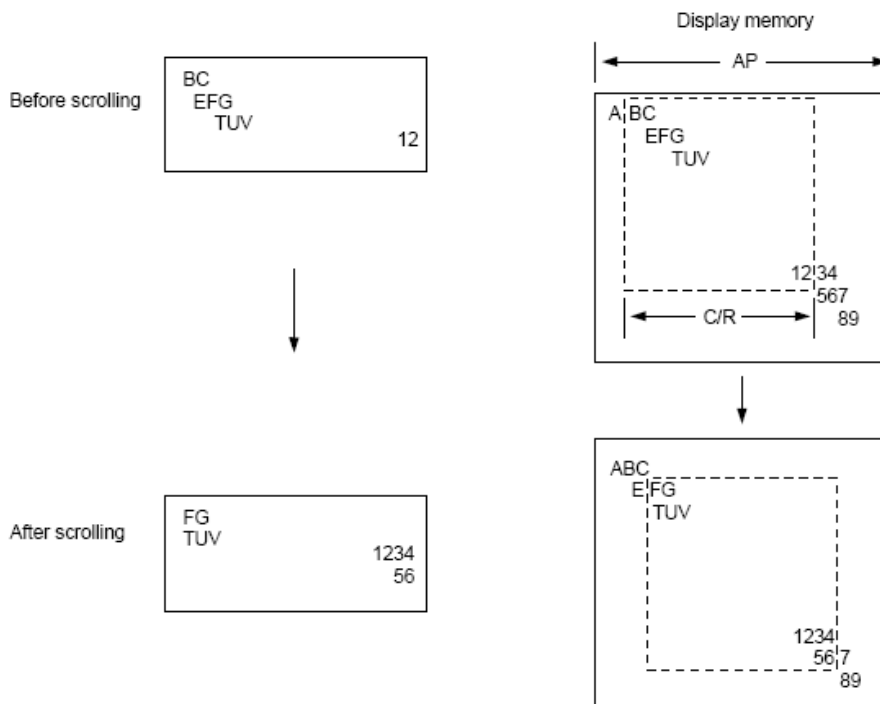 Display memory
AP
Before scrolling
BC
EFG
TUV
12
A BC
EFG
TUV
12 34
567
89
C/R
After scrolling
FG
TUV
1234
56
ABC
E FG
TUV
1234
56 7
89